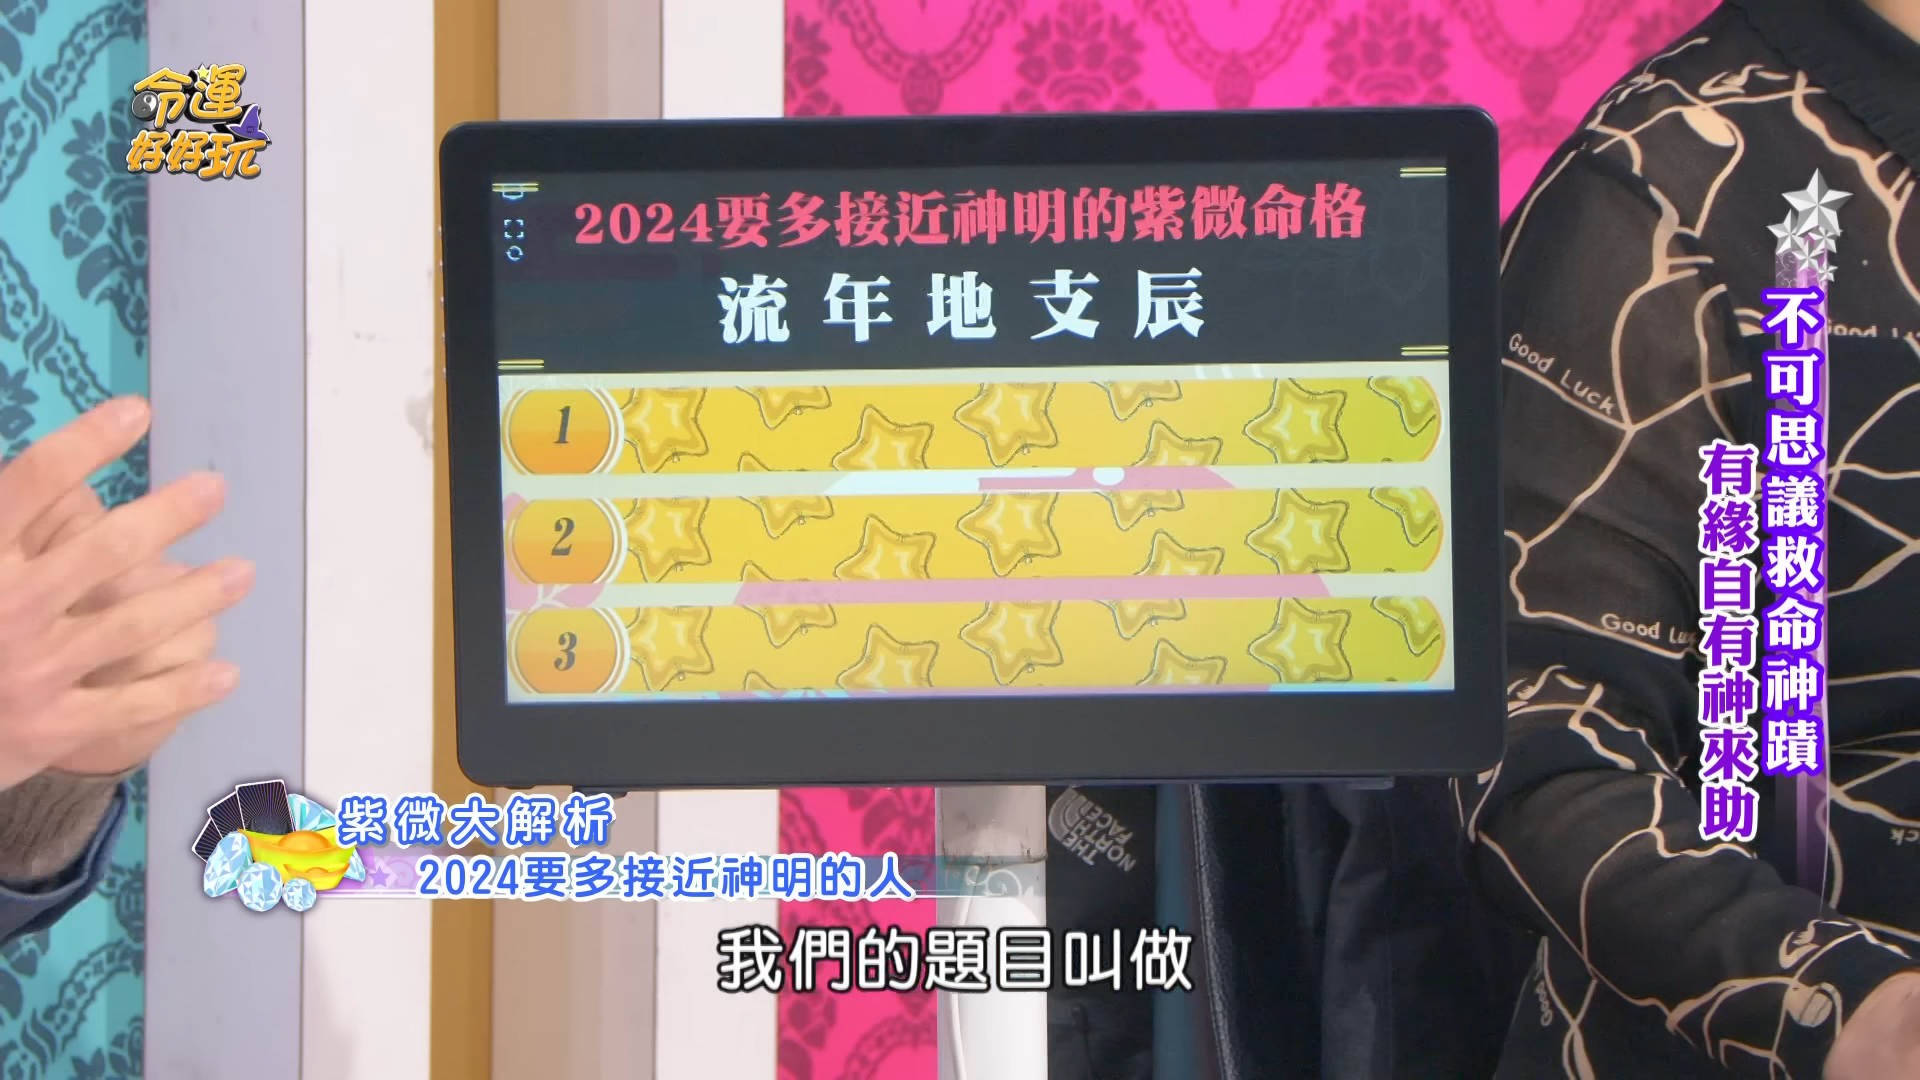 命運
好好玩
2024要多接近神明的紫微命格
流年地支辰
1
2
3
不可思議救命神蹟
有緣自有神來助
Good Luck
Good Luck
THE
NORTH
FACE
紫微大解析
2024要多接近神明的人
我們的題目叫做